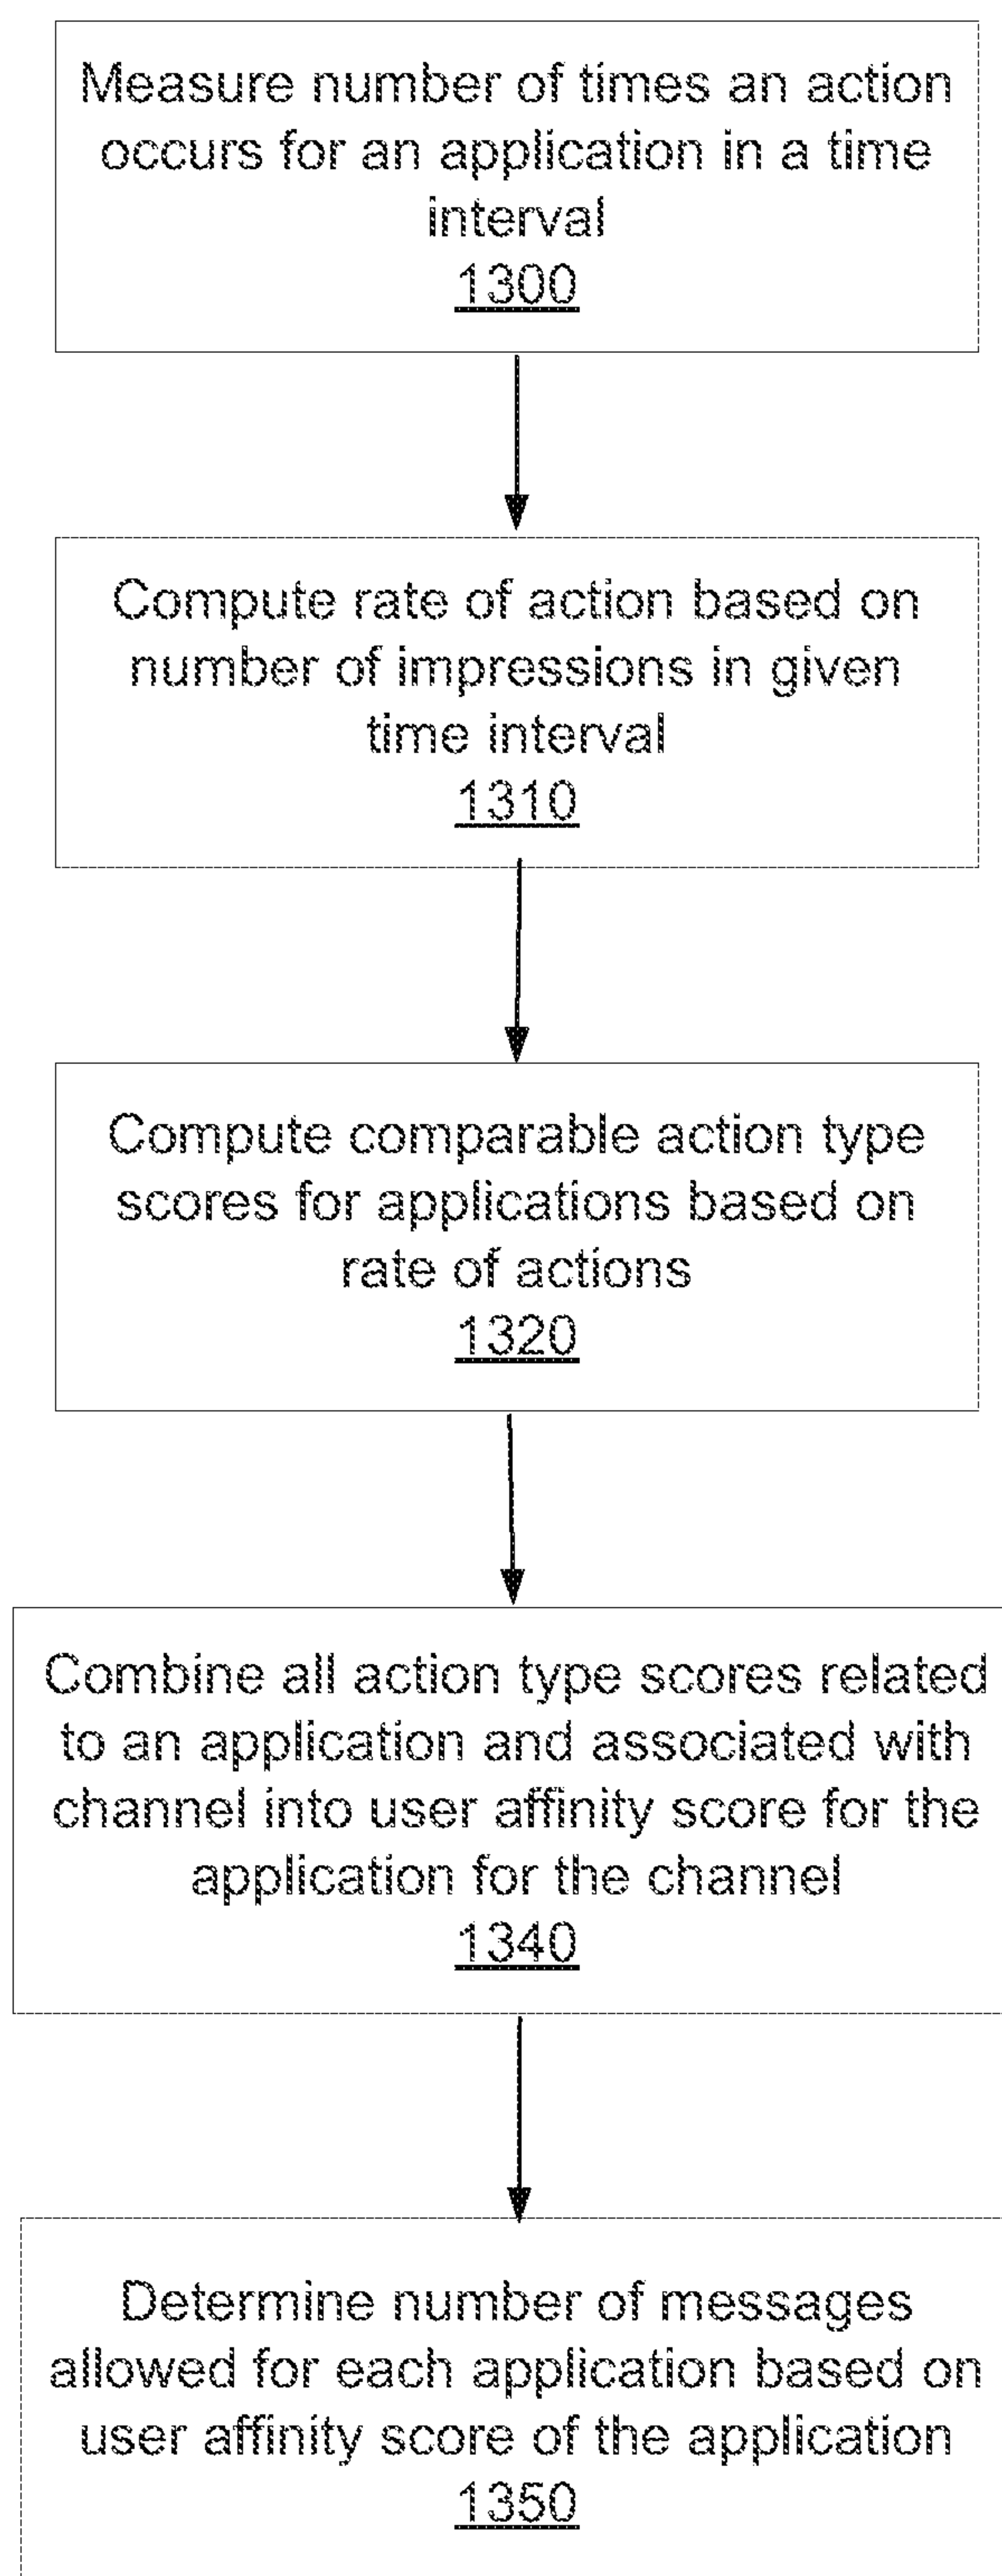 Measure number of times an action
occurs for an application in a time
interval
1300
Compute rate of action based on
number of impressions in given
time interval
1310
Compute comparable action type
scores for applications based on
rate of actions
1320
Combine all action type scores related
to an application and associated with
channel into user affinity score for the
application for the channel
1340
Determine number of messages
allowed for each application based on
user affinity score of the application
1350